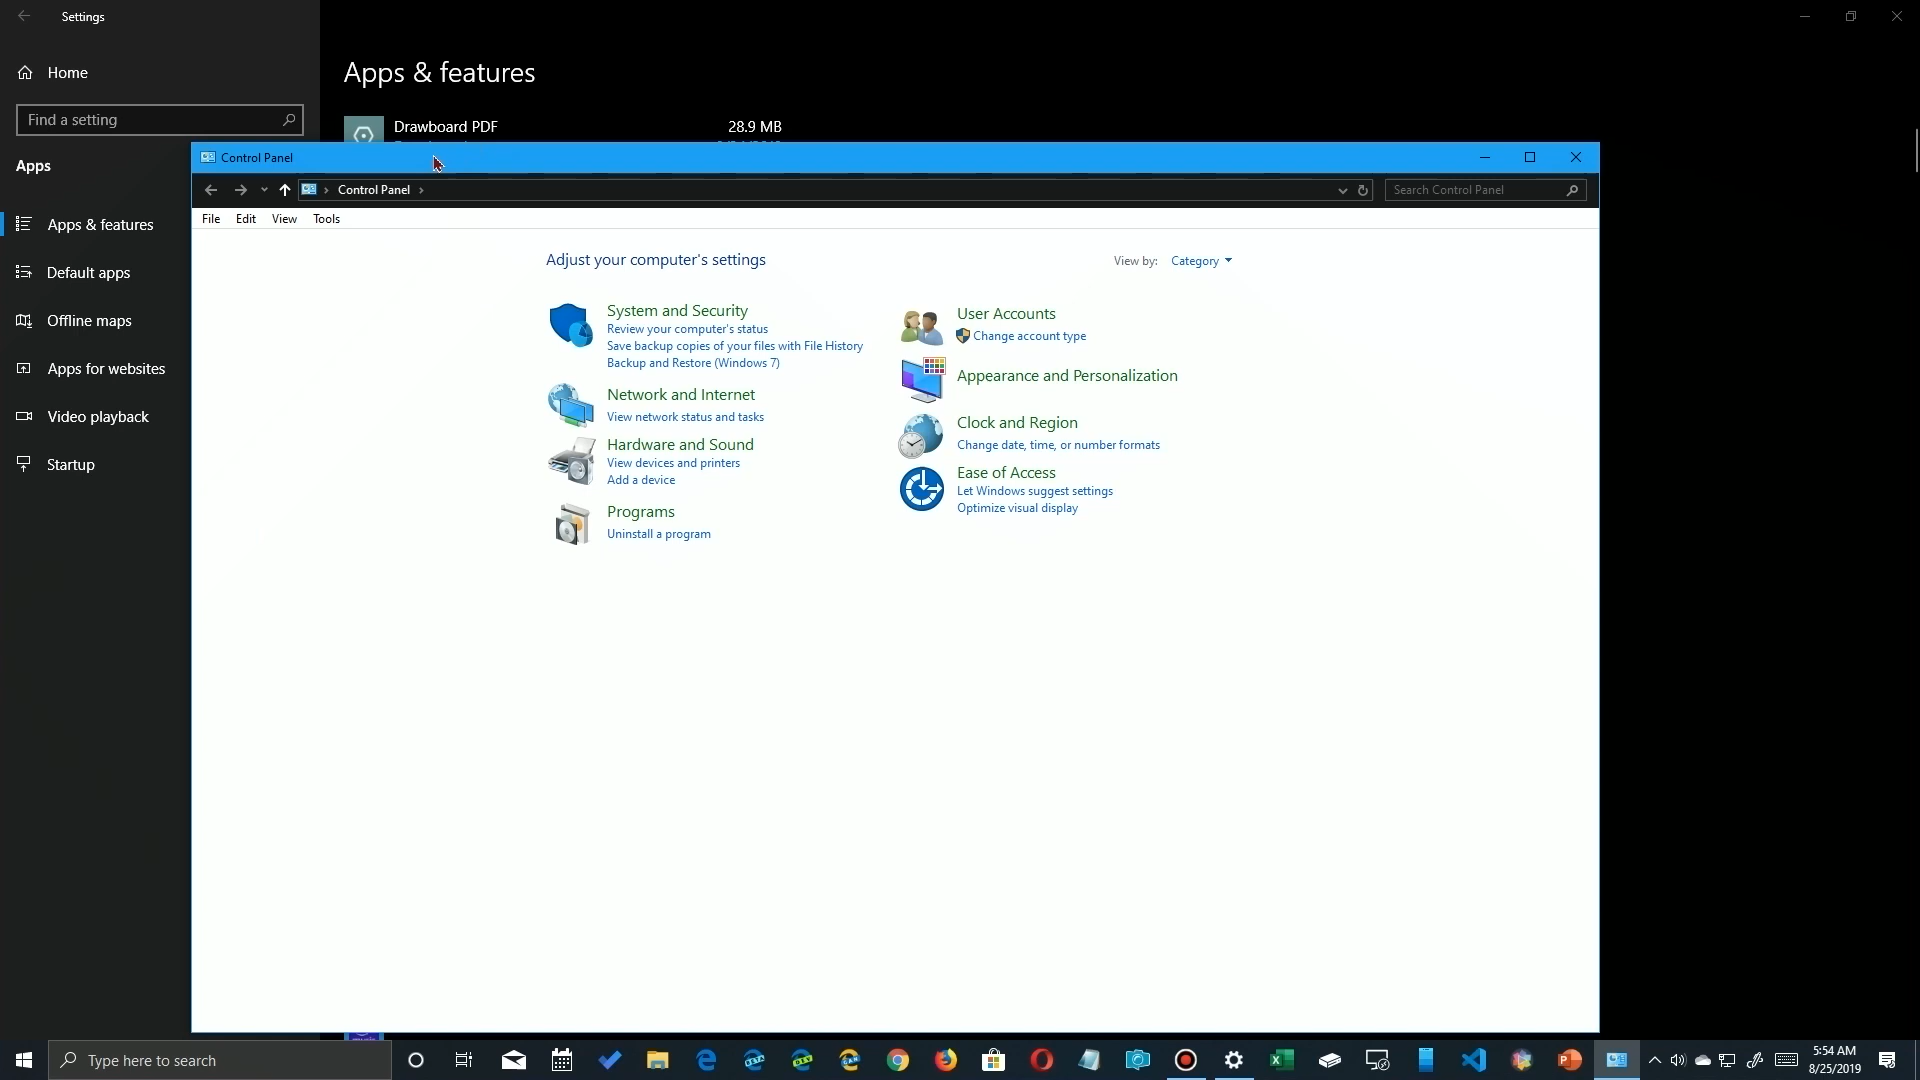 Settings
Home
Find a setting
Apps
Apps & features
Default apps
Offline maps
Apps for websites
Video playback
Startup
Apps & features
Drawboard PDF
28.9 MB
Control Panel
Control Panel
Search Control Panel
File Edit View Tools
Adjust your computer's settings
View by: Category
System and Security
Review your computer's status
Save backup copies of your files with File History
Backup and Restore (Windows 7)
Network and Internet
View network status and tasks
Hardware and Sound
View devices and printers
Add a device
Programs
Uninstall a program
User Accounts
Change account type
Appearance and Personalization
Clock and Region
Change date, time, or number formats
Ease of Access
Let Windows suggest settings
Optimize visual display
Type here to search
BETA
DEV
CAN
5:54 AM
8/25/2019